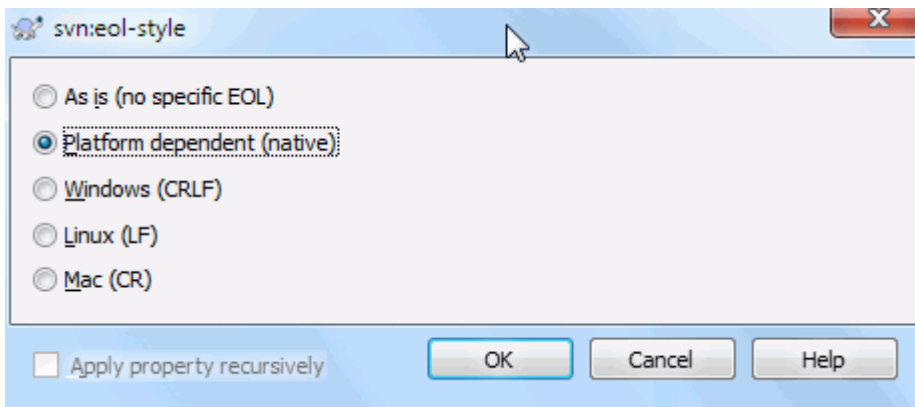 svn:eol-style
As is (no specific EOL)
Platform dependent (native)
Windows (CRLF)
Linux (LF)
Mac (CR)
Apply property recursively
OK
Cancel
Help